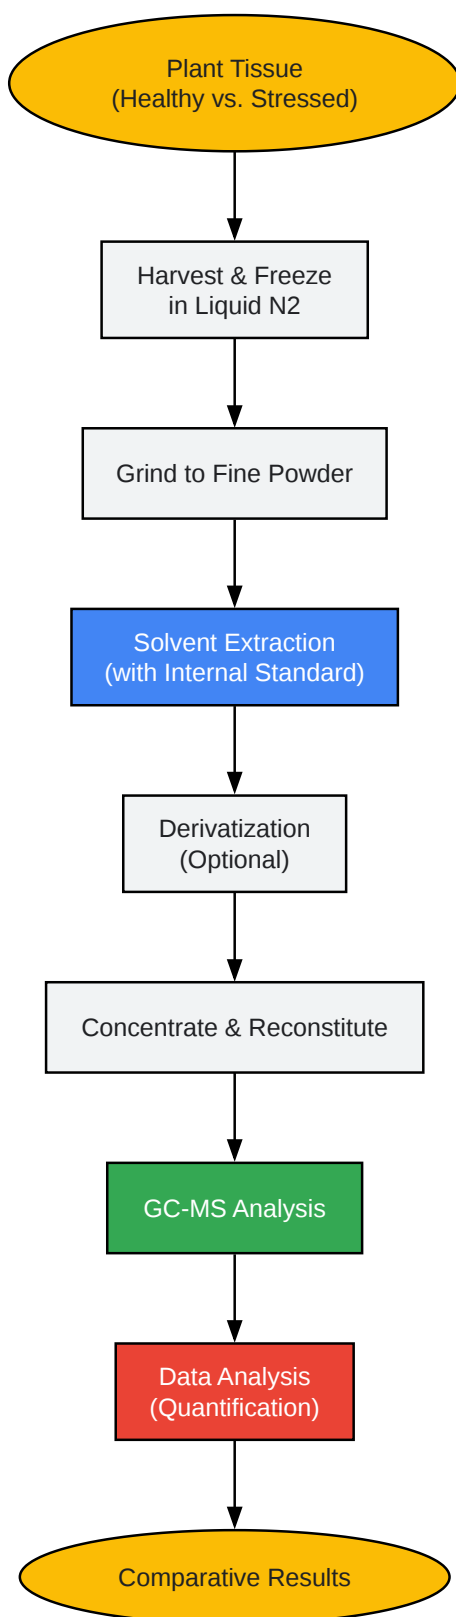 Plant Tissue
(Healthy vs. Stressed)
Harvest & Freeze
in Liquid N2
Grind to Fine Powder
Solvent Extraction
(with Internal Standard)
Derivatization
(Optional)
Concentrate & Reconstitute
GC-MS Analysis
Data Analysis
(Quantification)
Comparative Results